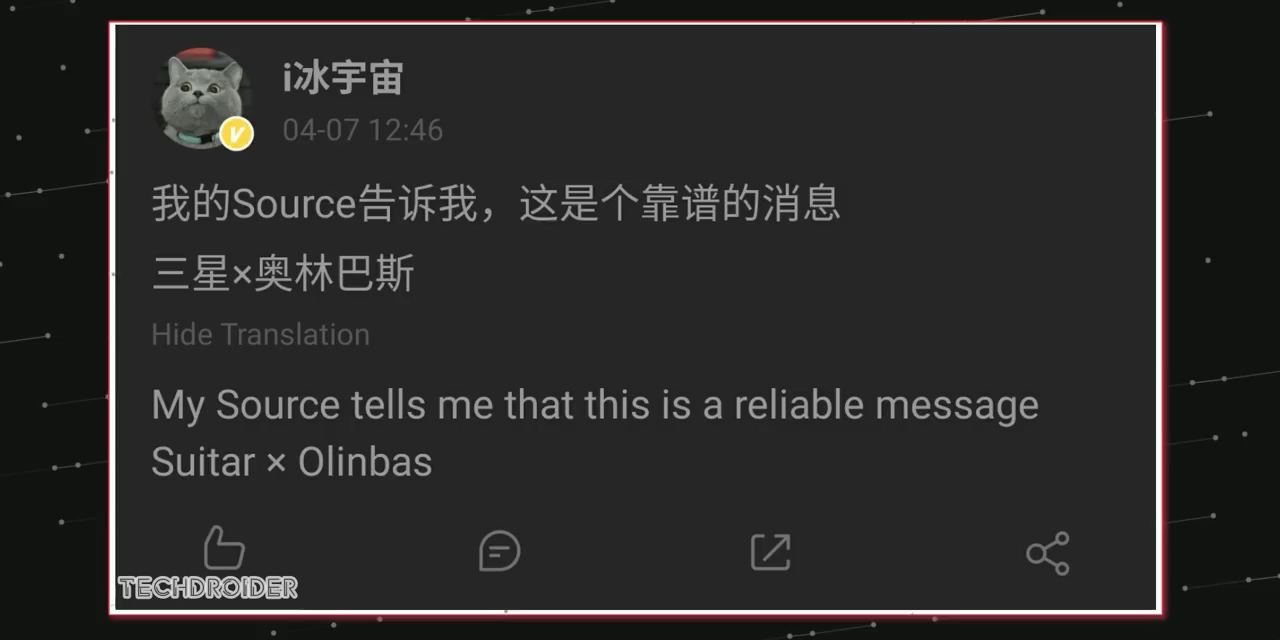 i冰宇宙
04-07 12:46
我的Source告诉我，这是个靠谱的消息
三星×奥林巴斯
Hide Translation
My Source tells me that this is a reliable message
Suitar × Olinbas
TECHDROIDER